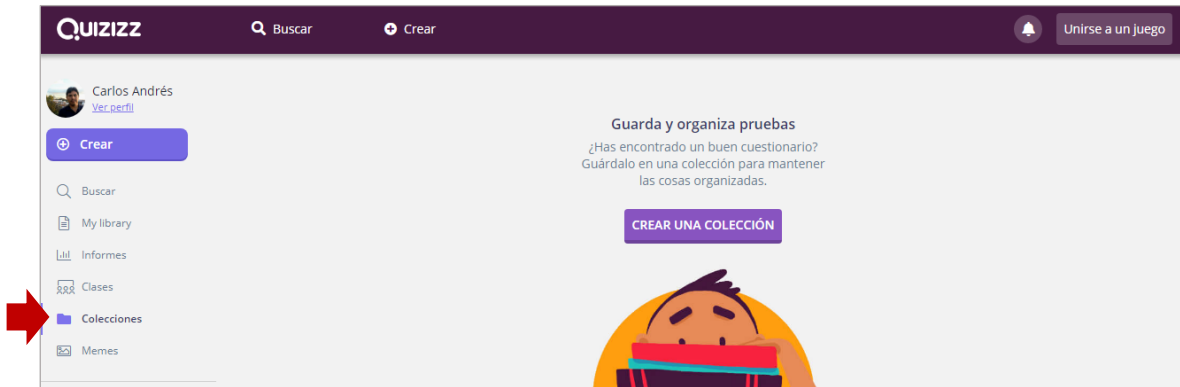 Quizizz
Buscar
Crear
Unirse a un juego
Carlos Andrés
Ver perfil
Crear
Buscar
My library
Informes
Clases
Colecciones
Memes
Guarda y organiza pruebas
¿Has encontrado un buen cuestionario?
Guárdalo en una colección para mantener
las cosas organizadas.
CREAR UNA COLECCIÓN